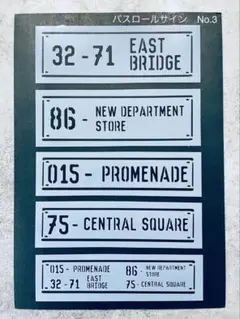 バスロールサイン No.3
32-71 EAST
BRIDGE
86- NEW DEPARTMENT
STORE
015- PROMENADE
75- CENTRAL SQUARE
015- PROMENADE
32-71 EAST
BRIDGE
86- NEW DEPARTMENT
STORE
75- CENTRAL SQUARE